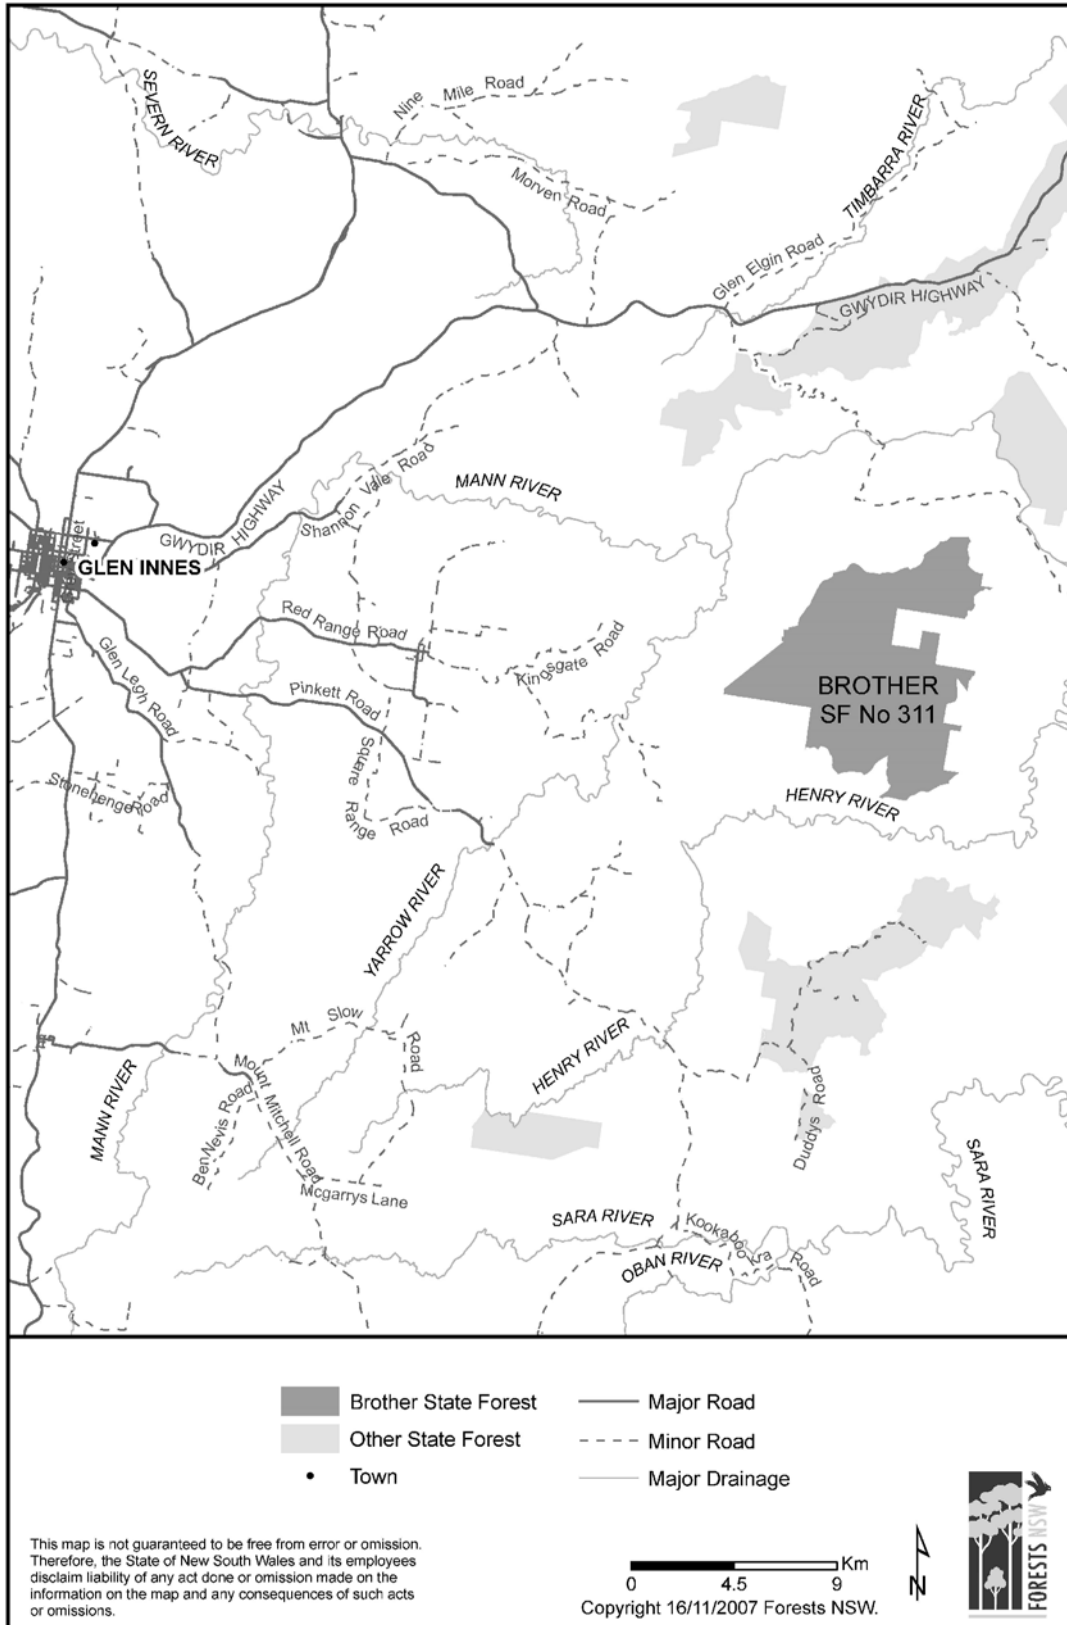 SEVERN RIVER
Nine Mile Road
Morven Road
TIMBARRA RIVER
Glen Elgin Road
GWYDIR HIGHWAY
MANN RIVER
Shannon Vale Road
GWYDIR HIGHWAY
GLEN INNES
Red Range Road
Kingsgate Road
Glen Legh Road
Pinkett Road
BROTHER
SF No 311
Square Range Road
Stonehenge Road
HENRY RIVER
YARROW RIVER
Mt Slow Road
HENRY RIVER
MANN RIVER
Mount Mitchell Road
Ben Nevis Road
Mcgarrys Lane
Duddys Road
SARA RIVER
SARA RIVER
Kookabookra Road
OBAN RIVER
Brother State Forest
Other State Forest
Town
Major Road
Minor Road
Major Drainage
This map is not guaranteed to be free from error or omission.
Therefore, the State of New South Wales and its employees
disclaim liability of any act done or omission made on the
information on the map and any consequences of such acts
or omissions.
Km
0 4.5 9
Copyright 16/11/2007 Forests NSW.
N
FORESTS NSW